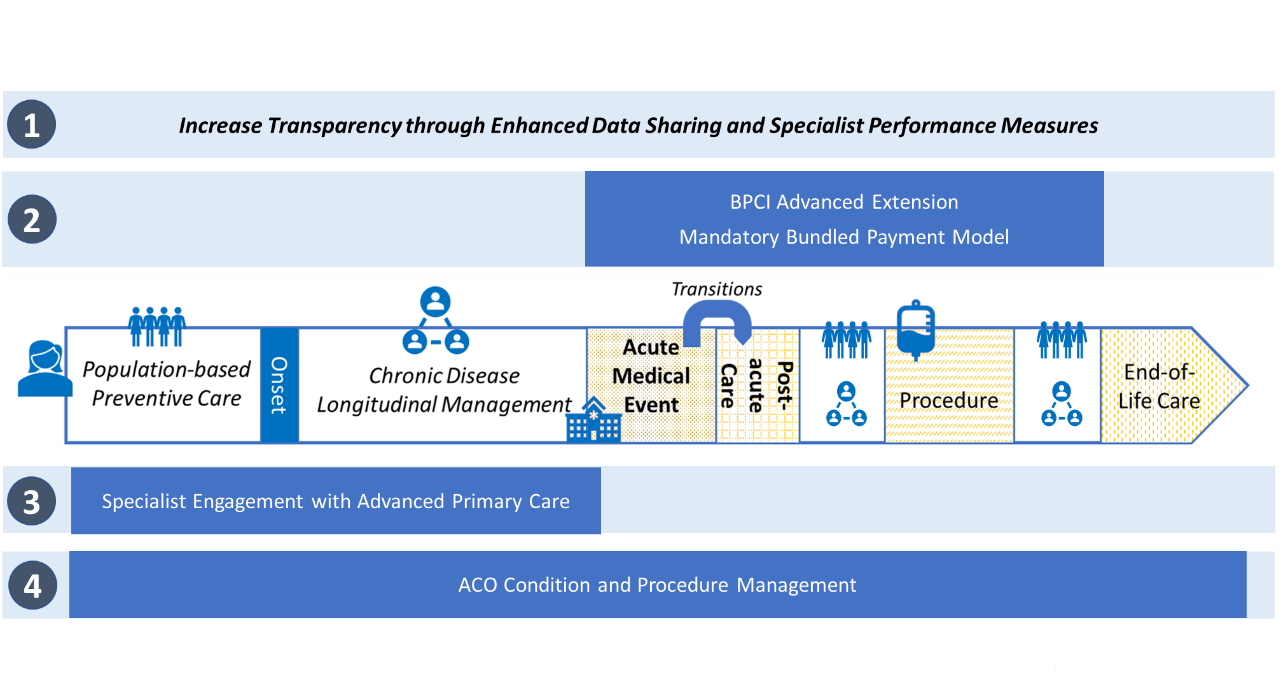 1
Increase Transparency through Enhanced Data Sharing and Specialist Performance Measures
2
BPCI Advanced Extension
Mandatory Bundled Payment Model
Transitions
Population-based
Preventive Care
Onset
Chronic Disease
Longitudinal Management
Acute
Medical
Event
Post-
acute
Care
Procedure
End-of-
Life Care
3
Specialist Engagement with Advanced Primary Care
4
ACO Condition and Procedure Management